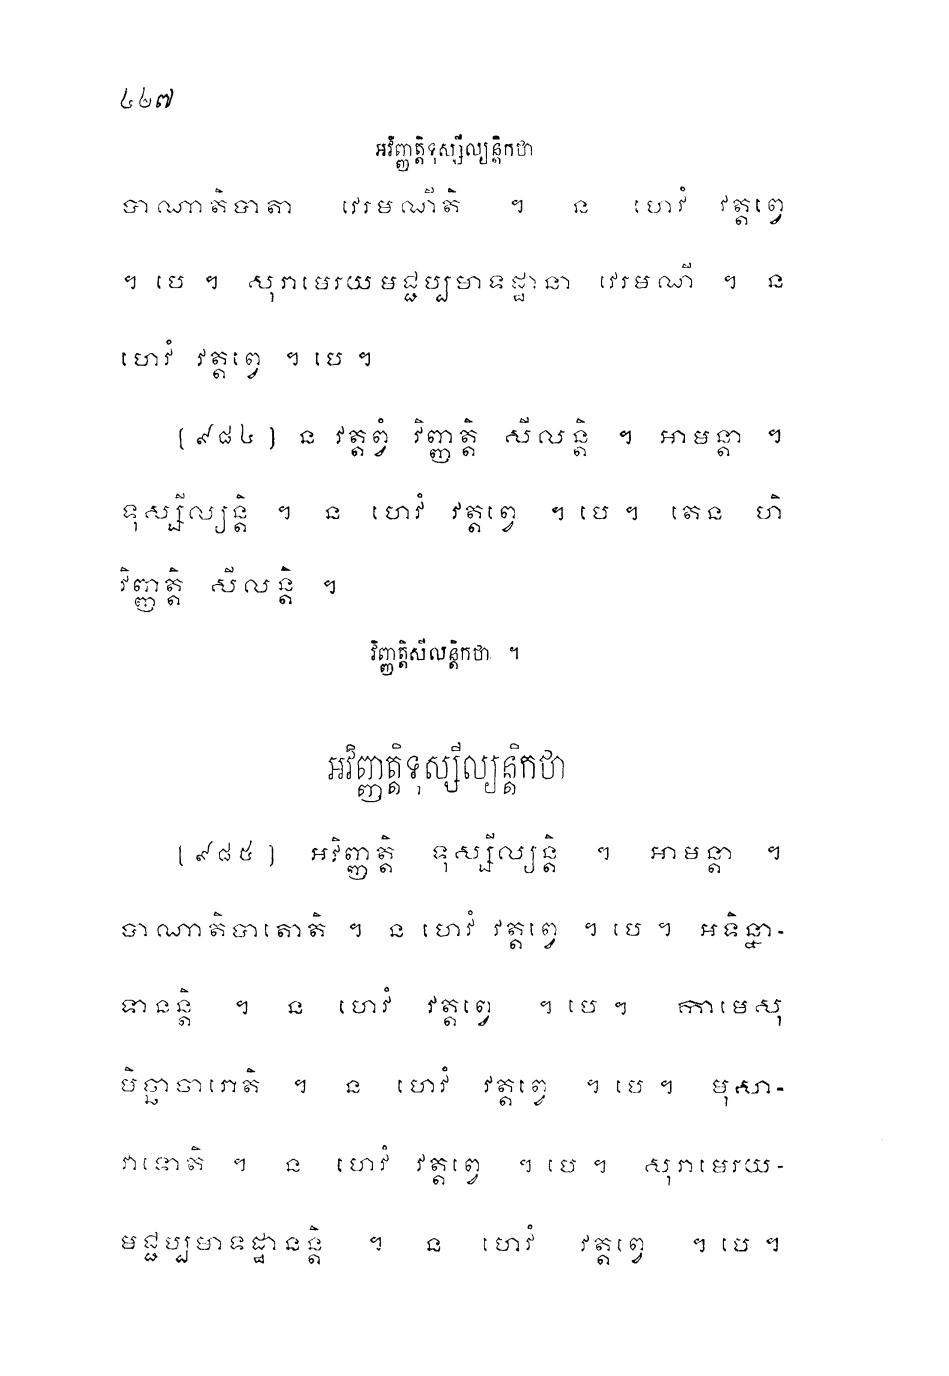 ៤២៧
អវិញ្ញត្តិទុស្សីល្យន្តិកថា
បាណាតិបាតា វេរមណីតិ ។ ន ហេវំ វត្តព្វេ
។ បេ ។ សុរាមេរយមជ្ជប្បមាទដ្ឋានា វេរមណី ។ ន
ហេវំ វត្តព្វេ ។ បេ ។
(៩៨៤) ន វត្តព្វំ វិញ្ញត្តិ សីលន្តិ ។ អាមន្តា ។
ទុស្សីល្យន្តិ ។ ន ហេវំ វត្តព្វេ ។ បេ ។ តេន ហិ
វិញ្ញត្តិ សីលន្តិ ។
វិញ្ញត្តិសីលន្តិកថា ។
អវិញ្ញត្តិទុស្សីល្យន្តិកថា
(៩៨៥) អវិញ្ញត្តិ ទុស្សីល្យន្តិ ។ អាមន្តា ។
បាណាតិបាតោតិ ។ ន ហេវំ វត្តព្វេ ។ បេ ។ អទិន្នា-
ទានន្តិ ។ ន ហេវំ វត្តព្វេ ។ បេ ។ កាមេសុ
មិច្ឆាចារោតិ ។ ន ហេវំ វត្តព្វេ ។ បេ ។ មុសា-
វាទោតិ ។ ន ហេវំ វត្តព្វេ ។ បេ ។ សុរាមេរយ-
មជ្ជប្បមាទដ្ឋានន្តិ ។ ន ហេវំ វត្តព្វេ ។ បេ ។